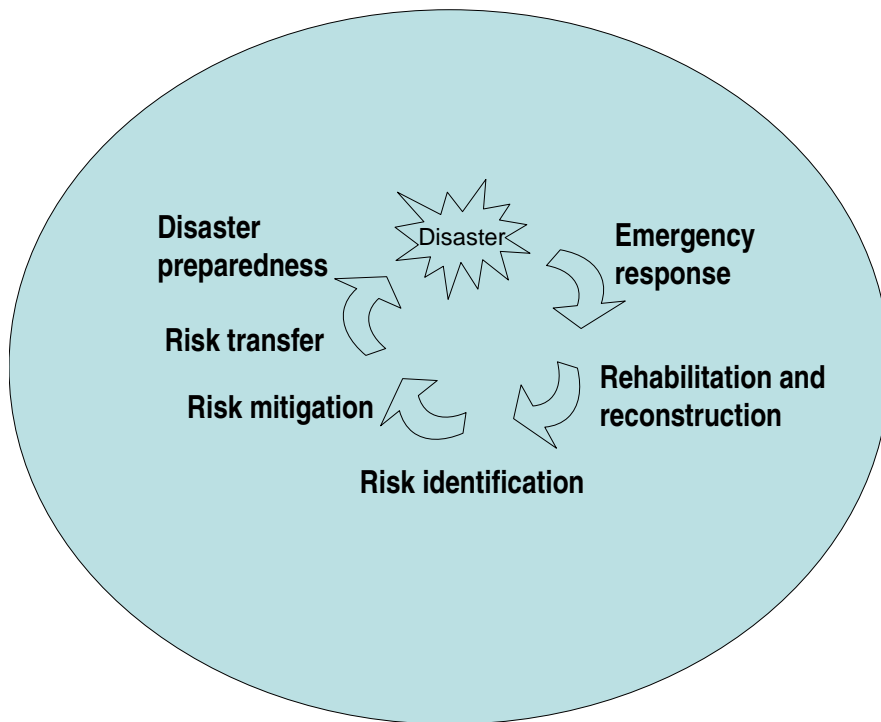 Disaster
Disaster
preparedness
Emergency
response
Risk transfer
Rehabilitation and
reconstruction
Risk mitigation
Risk identification